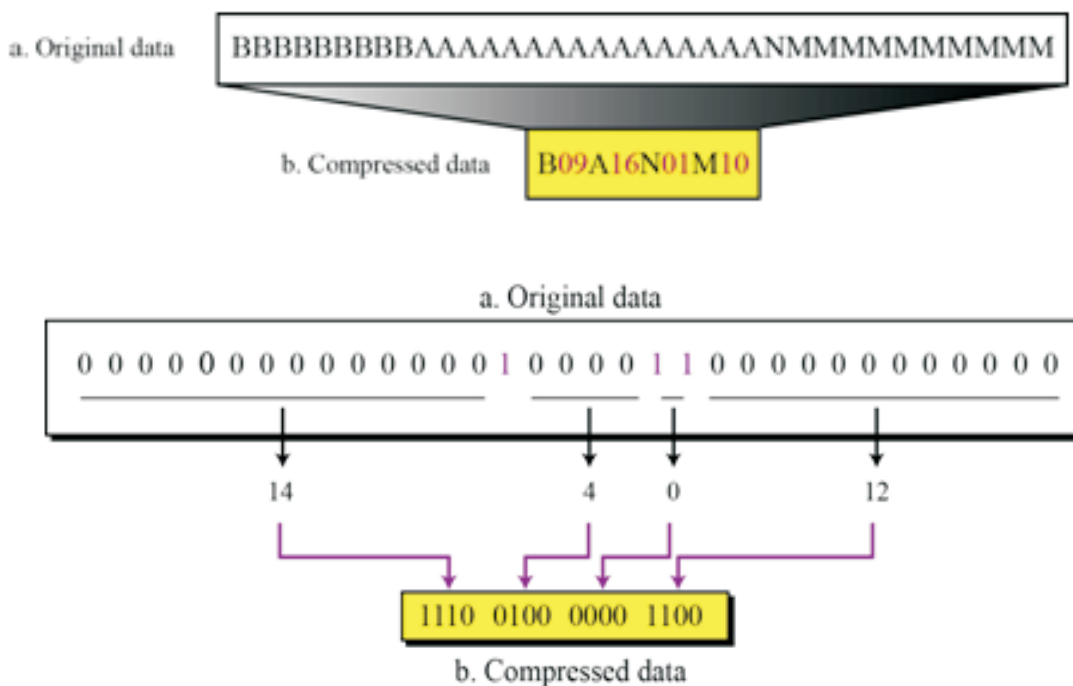 a. Original data
BBBBBBBBBAAAAAAAAAAAAAAAANMMMMMMMMMM
b. Compressed data
B09A16N01M10
a. Original data
0 0 0 0 0 0 0 0 0 0 0 0 0 0 1 0 0 0 0 1 1 0 0 0 0 0 0 0 0 0 0 0 0
14 4 0 12
1110 0100 0000 1100
b. Compressed data